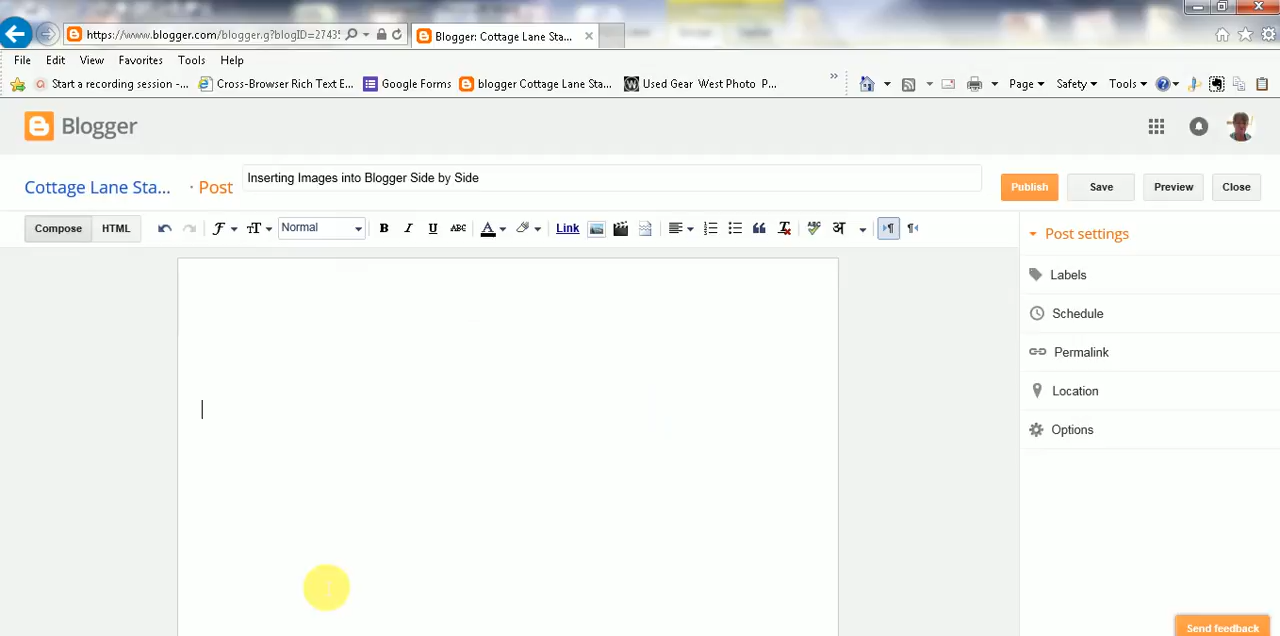 https://www.blogger.com/blogger.g?blogID=2743
Blogger: Cottage Lane Sta...
File Edit View Favorites Tools Help
Start a recording session -... Cross-Browser Rich Text E... Google Forms blogger Cottage Lane Sta... Used Gear West Photo P... » Page Safety Tools
Blogger
Cottage Lane Sta... · Post
Inserting Images into Blogger Side by Side
Publish Save Preview Close
Compose HTML Normal B I U ABC A Link ABC अ
Post settings
Labels
Schedule
Permalink
Location
Options
Send feedback